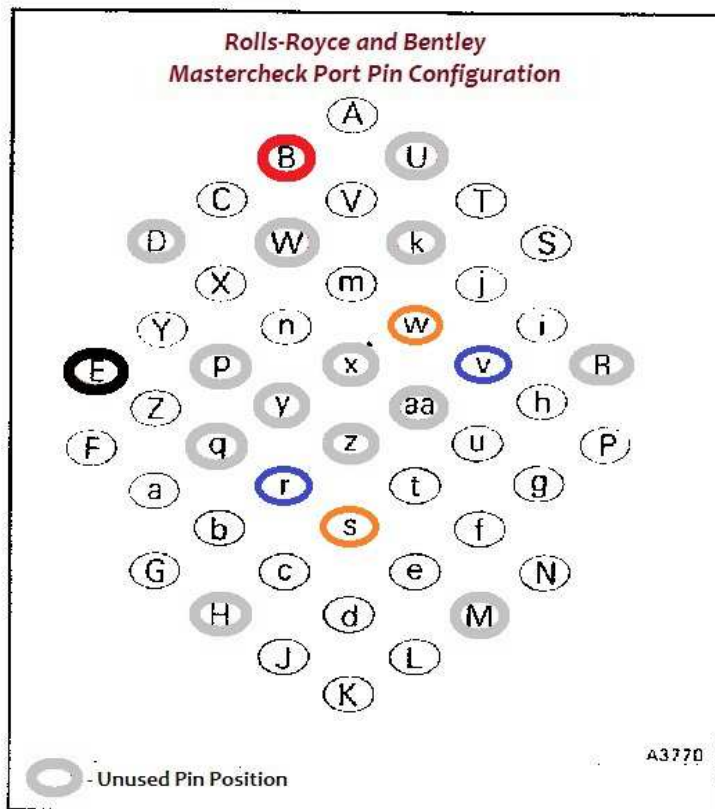 Rolls-Royce and Bentley
Mastercheck Port Pin Configuration
A
B U
C V T
D W k S
X m j
Y n w i
E p x v R
Z y aa h
F q z u P
a r t g
b s f
G c e N
H d M
J L
K
A3770
- Unused Pin Position